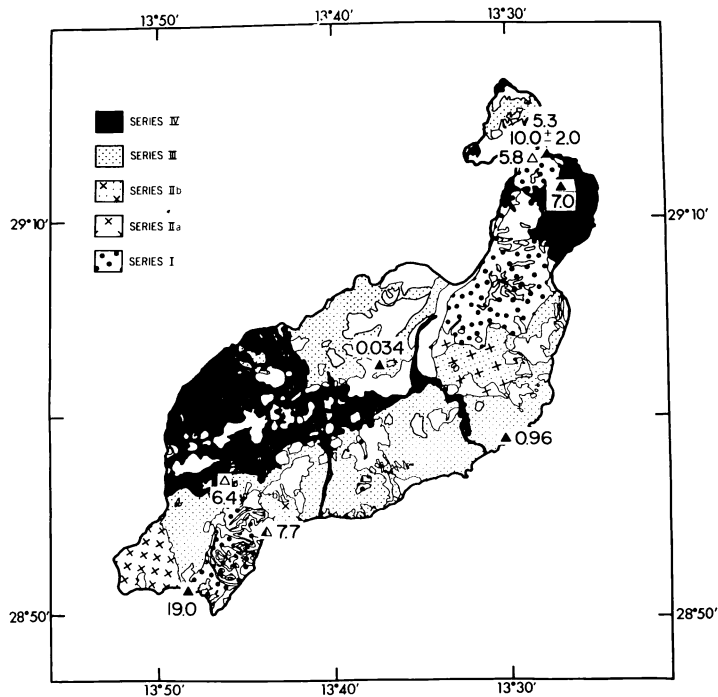 13°50' 13°40' 13°30'
SERIES IV
SERIES III
SERIES IIb
SERIES IIa
SERIES I
5.3
10.0 ± 2.0
5.8
7.0
29°10' 29°10'
0.034
0.96
6.4
7.7
19.0
28°50' 28°50'
13°50' 13°40' 13°30'